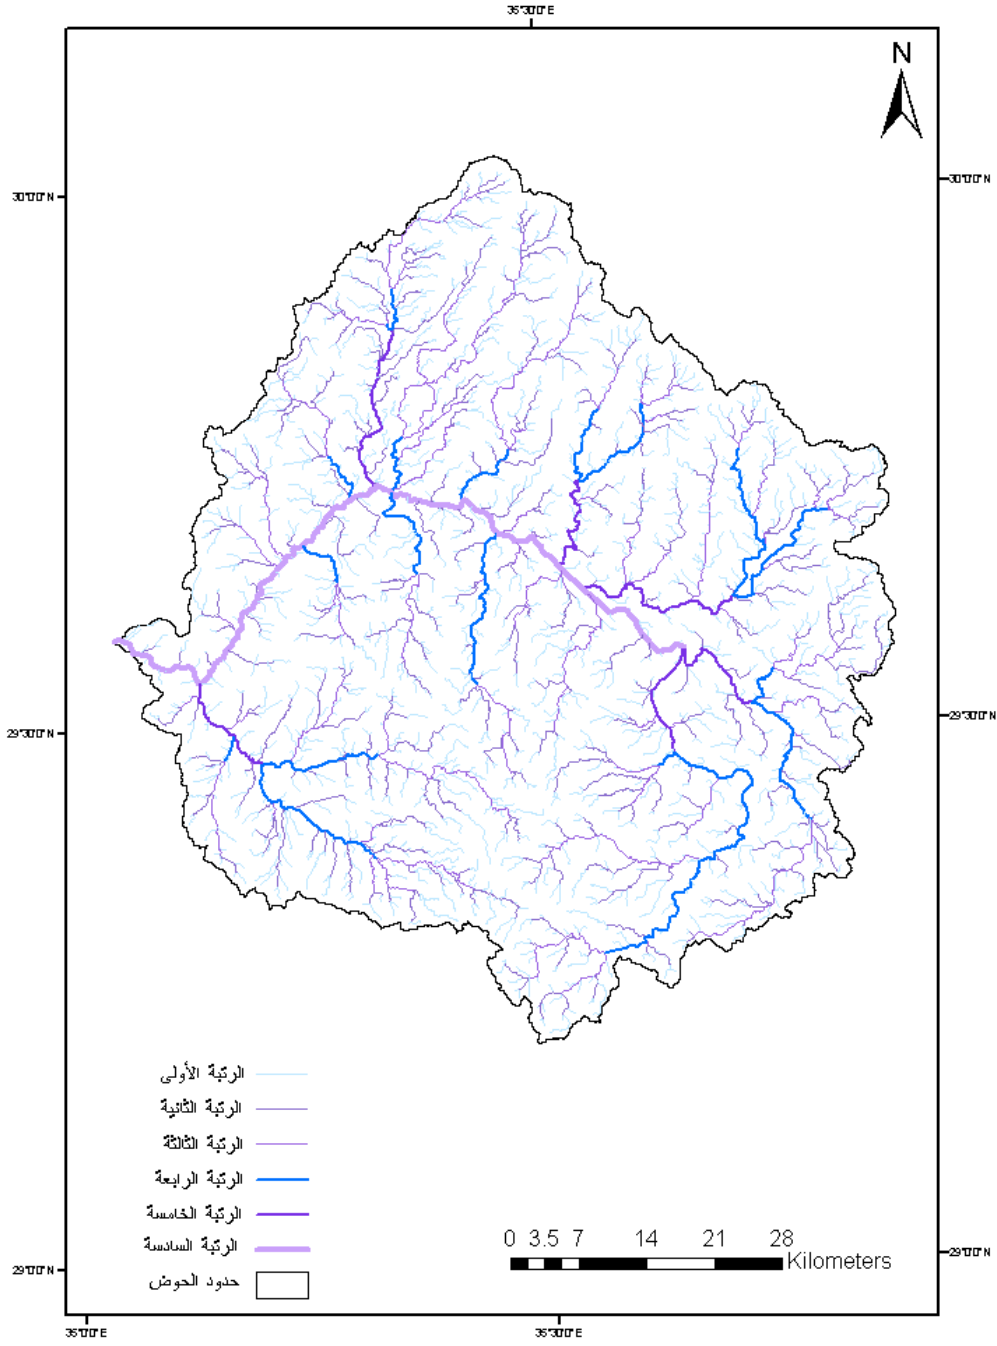 35°30'0"E
N
30°0'0"N
30°0'0"N
29°30'0"N
29°30'0"N
الرتبة الأولى
الرتبة الثانية
الرتبة الثالثة
الرتبة الرابعة
الرتبة الخامسة
الرتبة السادسة
حدود الحوض
0 3.5 7 14 21 28
Kilometers
29°0'0"N
29°0'0"N
35°0'0"E
35°30'0"E